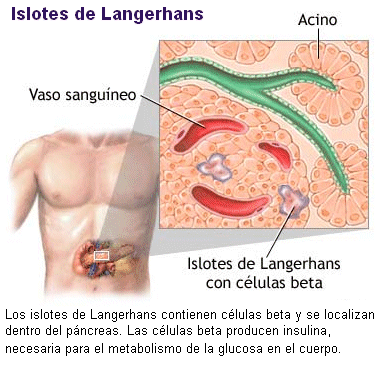 Islotes de Langerhans
Acino
Vaso sanguíneo
Islotes de Langerhans
con células beta
Los islotes de Langerhans contienen células beta y se localizan
dentro del páncreas. Las células beta producen insulina,
necesaria para el metabolismo de la glucosa en el cuerpo.